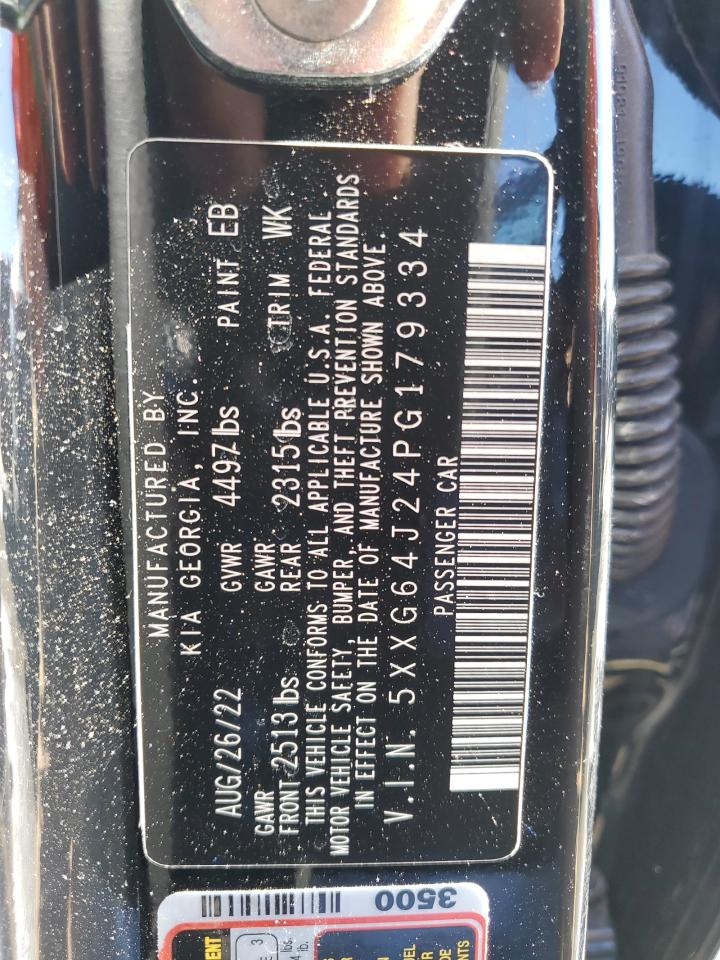 MANUFACTURED BY
KIA GEORGIA, INC.
AUG/26/22 GVWR 4497lbs PAINT EB
GAWR GAWR
FRONT 2513lbs REAR 2315lbs TRIM WK
THIS VEHICLE CONFORMS TO ALL APPLICABLE U.S.A. FEDERAL
MOTOR VEHICLE SAFETY, BUMPER, AND THEFT PREVENTION STANDARDS
IN EFFECT ON THE DATE OF MANUFACTURE SHOWN ABOVE.
V.I.N. 5XXG64J24PG179334
PASSENGER CAR
3500